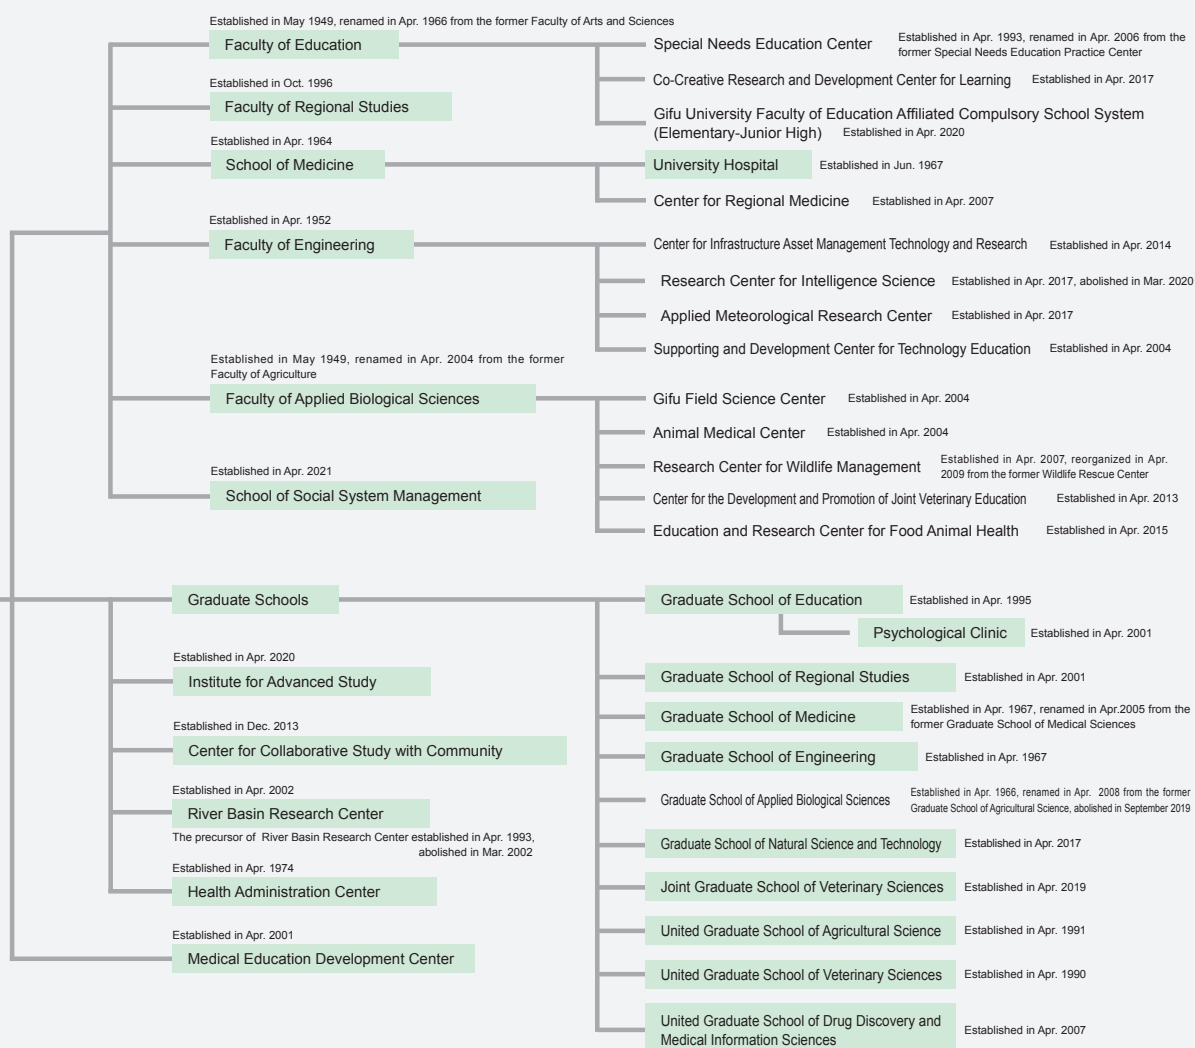 Established in May 1949, renamed in Apr. 1966 from the former Faculty of Arts and Sciences
Faculty of Education
Special Needs Education Center
Established in Apr. 1993, renamed in Apr. 2006 from the
former Special Needs Education Practice Center
Co-Creative Research and Development Center for Learning
Established in Apr. 2017
Gifu University Faculty of Education Affiliated Compulsory School System
(Elementary-Junior High)
Established in Apr. 2020
Established in Oct. 1996
Faculty of Regional Studies
Established in Apr. 1964
School of Medicine
University Hospital
Established in Jun. 1967
Center for Regional Medicine
Established in Apr. 2007
Established in Apr. 1952
Faculty of Engineering
Center for Infrastructure Asset Management Technology and Research
Established in Apr. 2014
Research Center for Intelligence Science
Established in Apr. 2017, abolished in Mar. 2020
Applied Meteorological Research Center
Established in Apr. 2017
Supporting and Development Center for Technology Education
Established in Apr. 2004
Established in May 1949, renamed in Apr. 2004 from the former
Faculty of Agriculture
Faculty of Applied Biological Sciences
Gifu Field Science Center
Established in Apr. 2004
Animal Medical Center
Established in Apr. 2004
Research Center for Wildlife Management
Established in Apr. 2007, reorganized in Apr.
2009 from the former Wildlife Rescue Center
Center for the Development and Promotion of Joint Veterinary Education
Established in Apr. 2013
Education and Research Center for Food Animal Health
Established in Apr. 2015
Established in Apr. 2021
School of Social System Management
Graduate Schools
Graduate School of Education
Established in Apr. 1995
Psychological Clinic
Established in Apr. 2001
Graduate School of Regional Studies
Established in Apr. 2001
Graduate School of Medicine
Established in Apr. 1967, renamed in Apr.2005 from the
former Graduate School of Medical Sciences
Graduate School of Engineering
Established in Apr. 1967
Graduate School of Applied Biological Sciences
Established in Apr. 1966, renamed in Apr. 2008 from the former
Graduate School of Agricultural Science, abolished in September 2019
Graduate School of Natural Science and Technology
Established in Apr. 2017
Joint Graduate School of Veterinary Sciences
Established in Apr. 2019
United Graduate School of Agricultural Science
Established in Apr. 1991
United Graduate School of Veterinary Sciences
Established in Apr. 1990
United Graduate School of Drug Discovery and
Medical Information Sciences
Established in Apr. 2007
Established in Apr. 2020
Institute for Advanced Study
Established in Dec. 2013
Center for Collaborative Study with Community
Established in Apr. 2002
River Basin Research Center
The precursor of River Basin Research Center established in Apr. 1993,
abolished in Mar. 2002
Established in Apr. 1974
Health Administration Center
Established in Apr. 2001
Medical Education Development Center